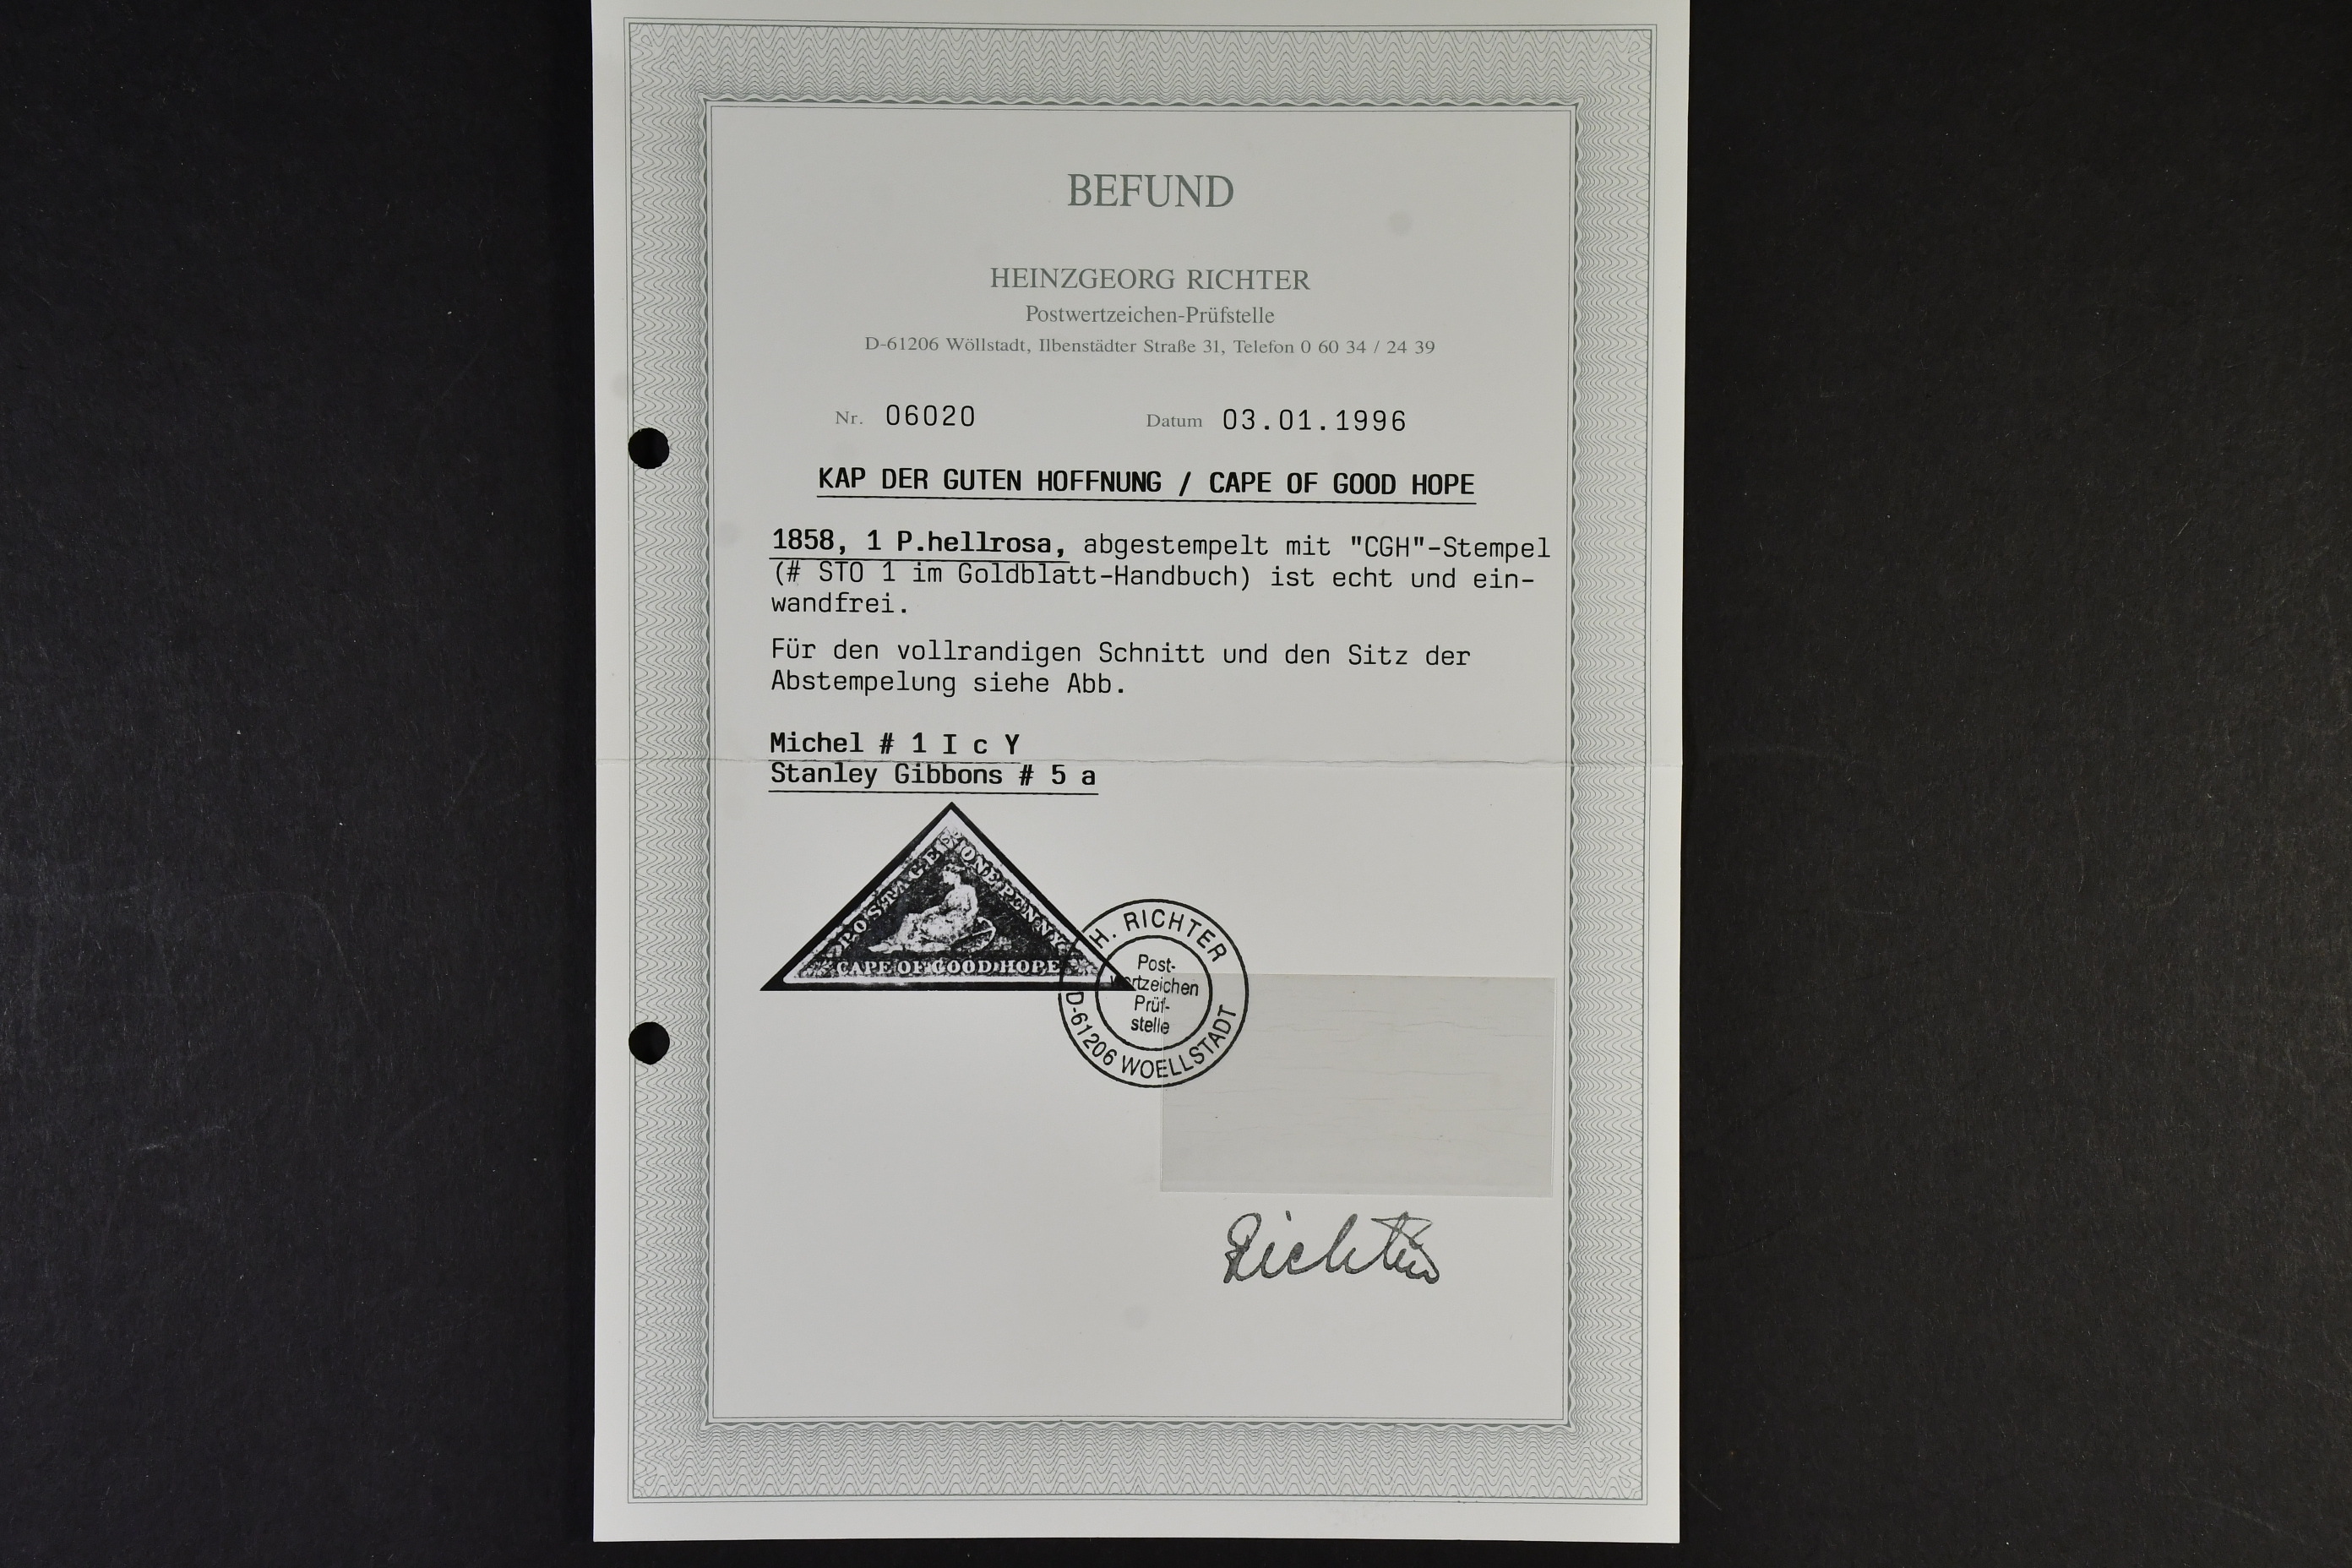 BEFUND
HEINZGEORG RICHTER
Postwertzeichen-Prüfstelle
D-61206 Wöllstadt, Ilbenstädter Straße 31, Telefon 0 60 34 / 24 39
Nr. 06020 Datum 03.01.1996
KAP DER GUTEN HOFFNUNG / CAPE OF GOOD HOPE
1858, 1 P.hellrosa, abgestempelt mit "CGH"-Stempel
(# STO 1 im Goldblatt-Handbuch) ist echt und ein-
wandfrei.
Für den vollrandigen Schnitt und den Sitz der
Abstempelung siehe Abb.
Michel # 1 I c Y
Stanley Gibbons # 5 a
POSTAGE
ONE PENNY
CAPE OF GOOD HOPE
H. RICHTER
Post-
wertzeichen
Prüf-
stelle
D-61206 WOELLSTADT
Richter